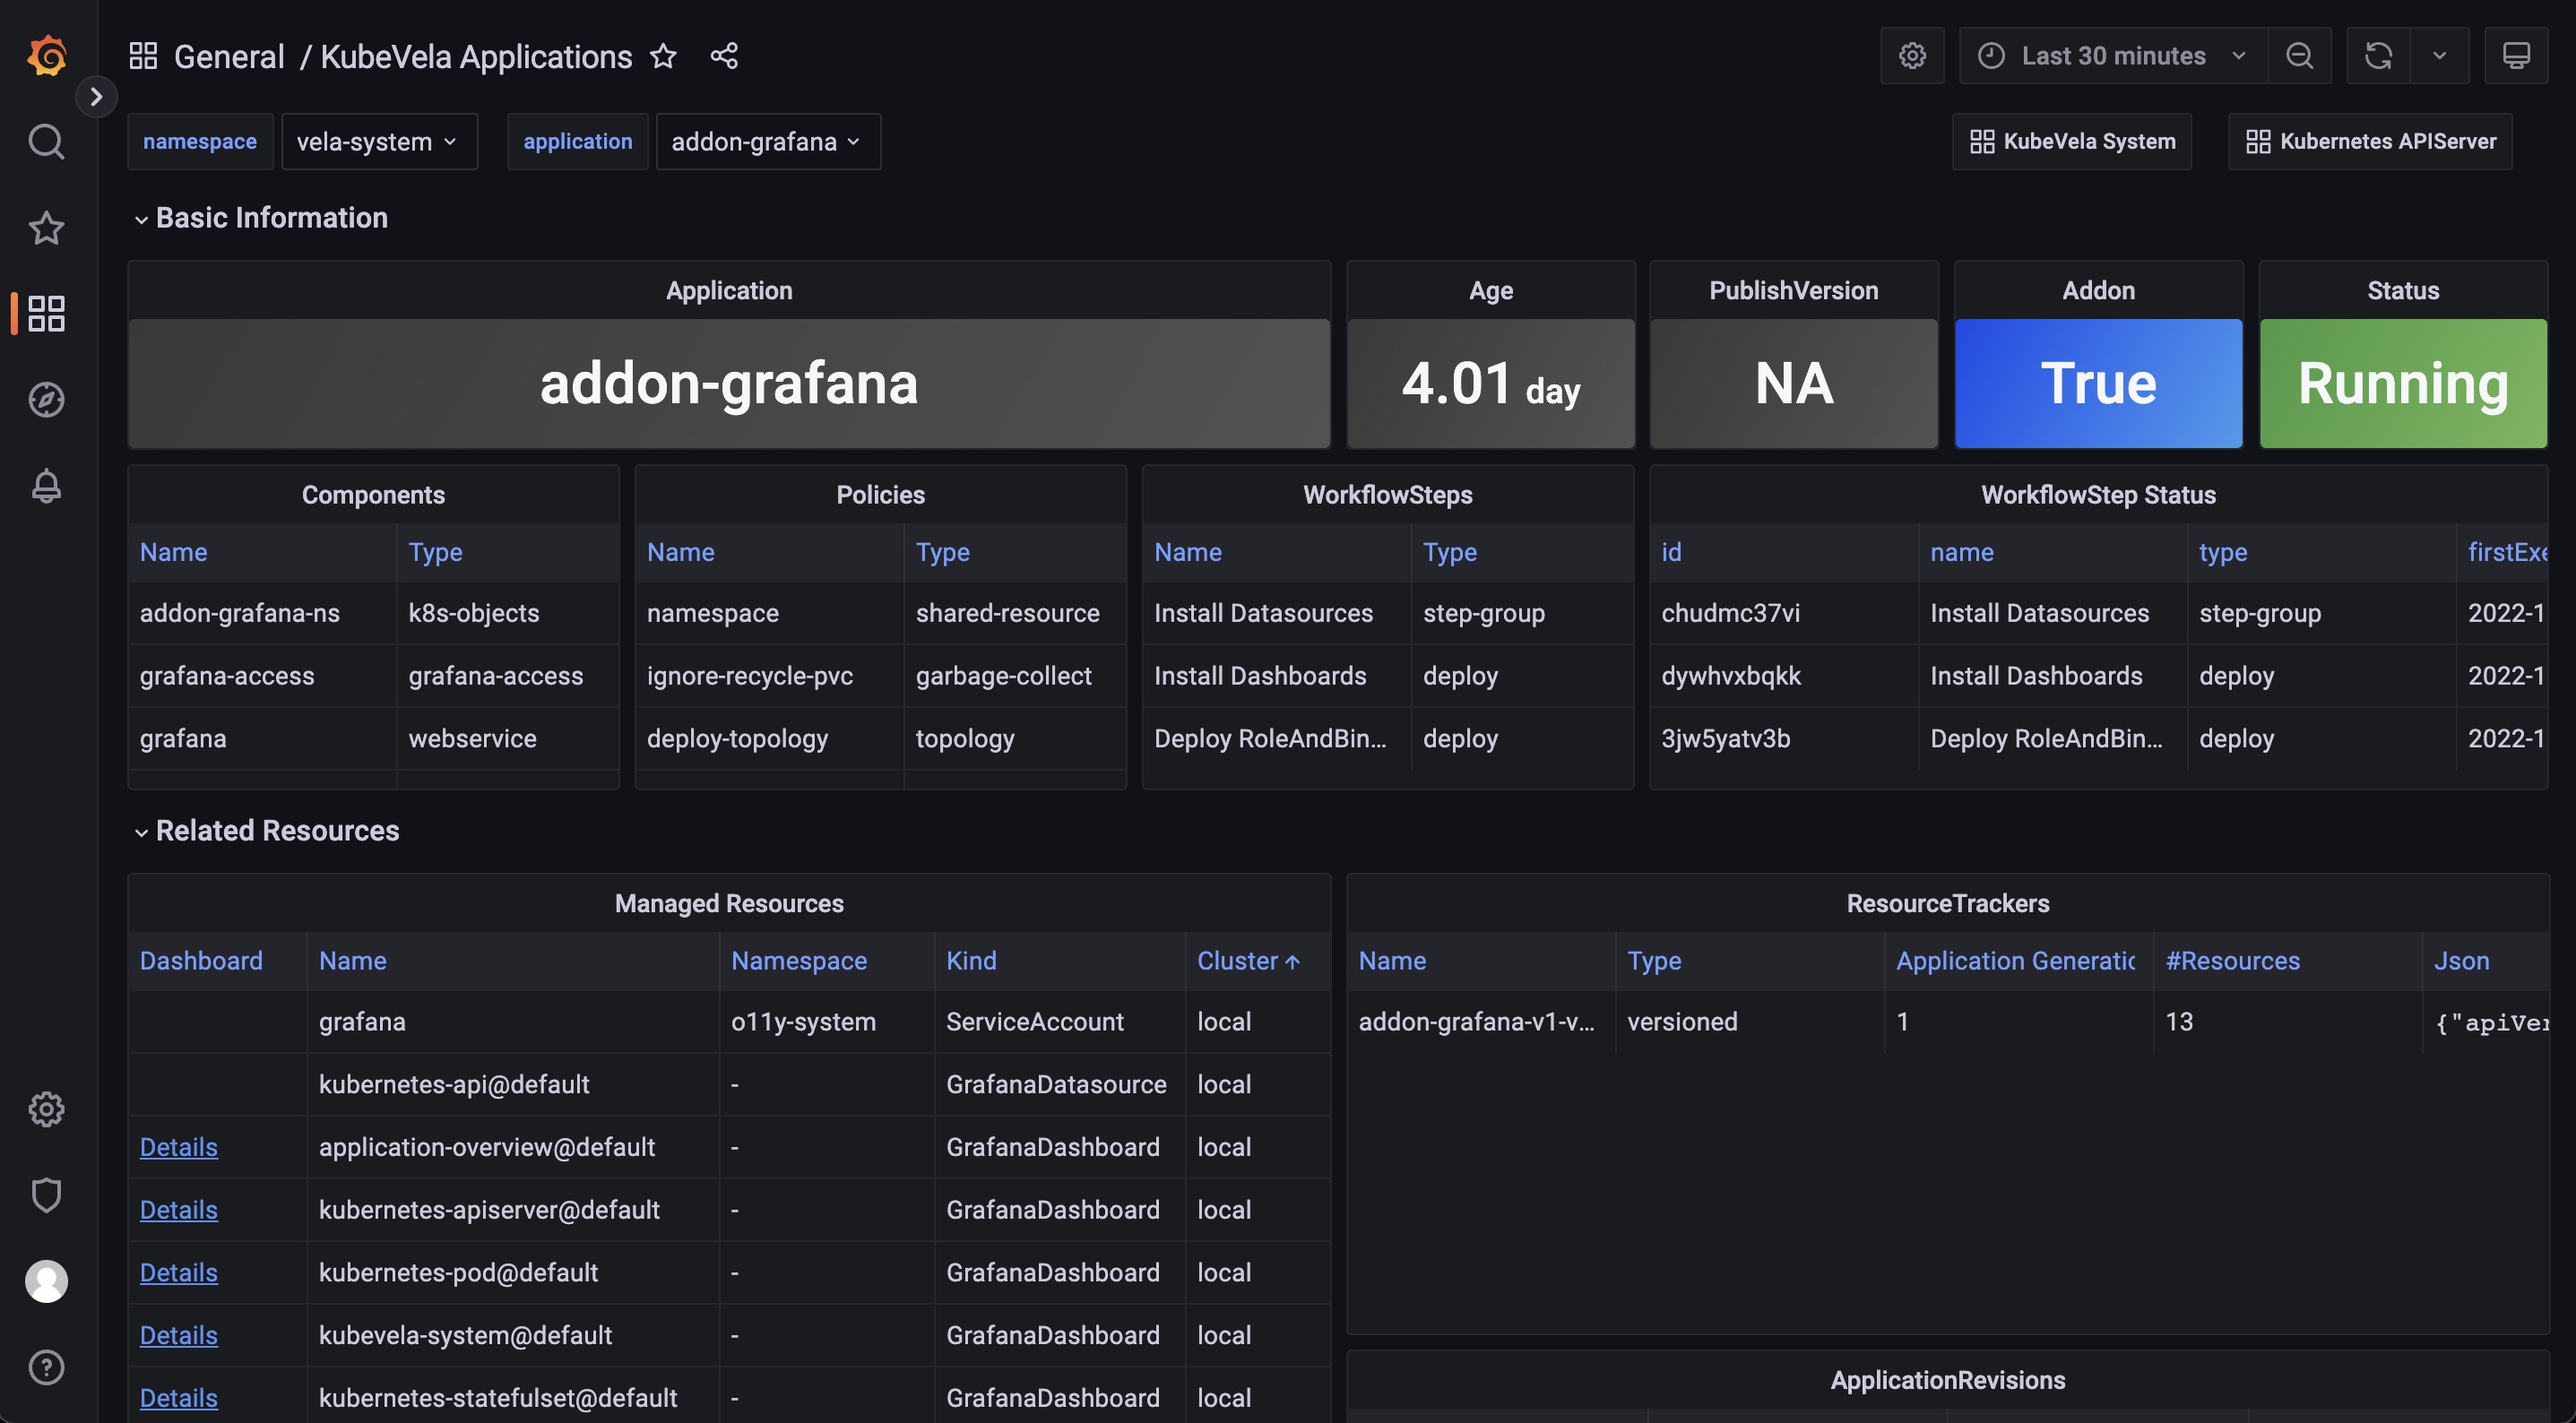 General / KubeVela Applications
Last 30 minutes
namespace vela-system application addon-grafana
KubeVela System Kubernetes APIServer
Basic Information
Application
addon-grafana
Age
4.01 day
PublishVersion
NA
Addon
True
Status
Running
Components
Name Type
addon-grafana-ns k8s-objects
grafana-access grafana-access
grafana webservice
Policies
Name Type
namespace shared-resource
ignore-recycle-pvc garbage-collect
deploy-topology topology
WorkflowSteps
Name Type
Install Datasources step-group
Install Dashboards deploy
Deploy RoleAndBin... deploy
WorkflowStep Status
id name type firstExe
chudmc37vi Install Datasources step-group 2022-1
dywhvxbqkk Install Dashboards deploy 2022-1
3jw5yatv3b Deploy RoleAndBin... deploy 2022-1
Related Resources
Managed Resources
Dashboard Name Namespace Kind Cluster ↑
grafana o11y-system ServiceAccount local
kubernetes-api@default - GrafanaDatasource local
Details application-overview@default - GrafanaDashboard local
Details kubernetes-apiserver@default - GrafanaDashboard local
Details kubernetes-pod@default - GrafanaDashboard local
Details kubevela-system@default - GrafanaDashboard local
Details kubernetes-statefulset@default - GrafanaDashboard local
ResourceTrackers
Name Type Application Generatic #Resources Json
addon-grafana-v1-v... versioned 1 13 {"apiVer
ApplicationRevisions